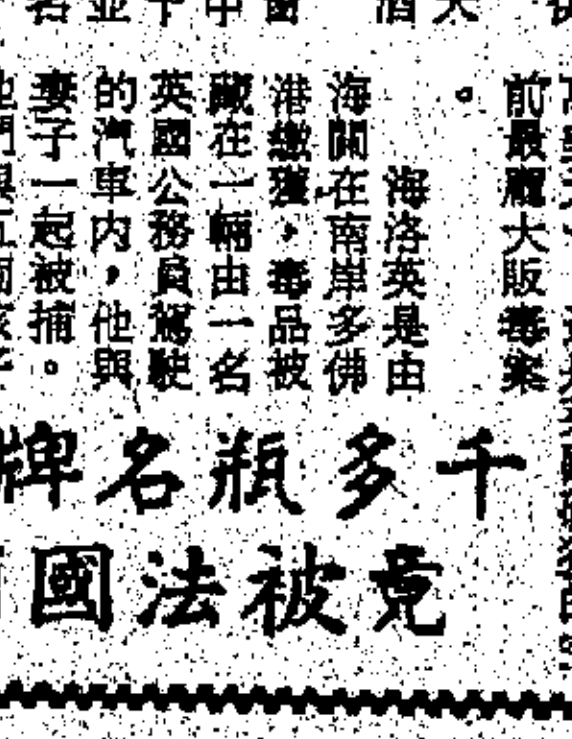 前最龐大販毒案
。
海洛英是由
海關在南岸多佛
港繳獲，毒品被
藏在一輛由一名
英國公務員駕駛
的汽車内，他與
妻子一起被捕。
千多瓶名牌
竟被法國